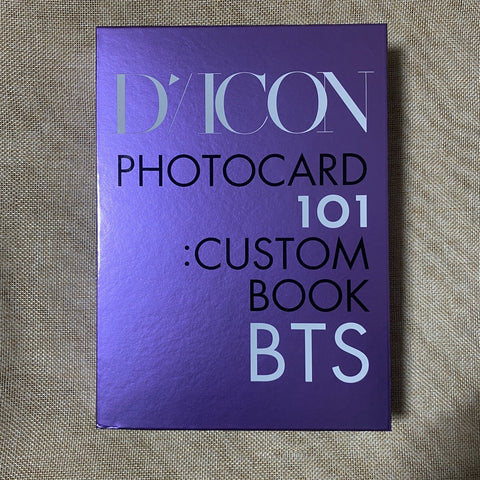 D'/ICON
PHOTOCARD
101
:CUSTOM
BOOK
BTS